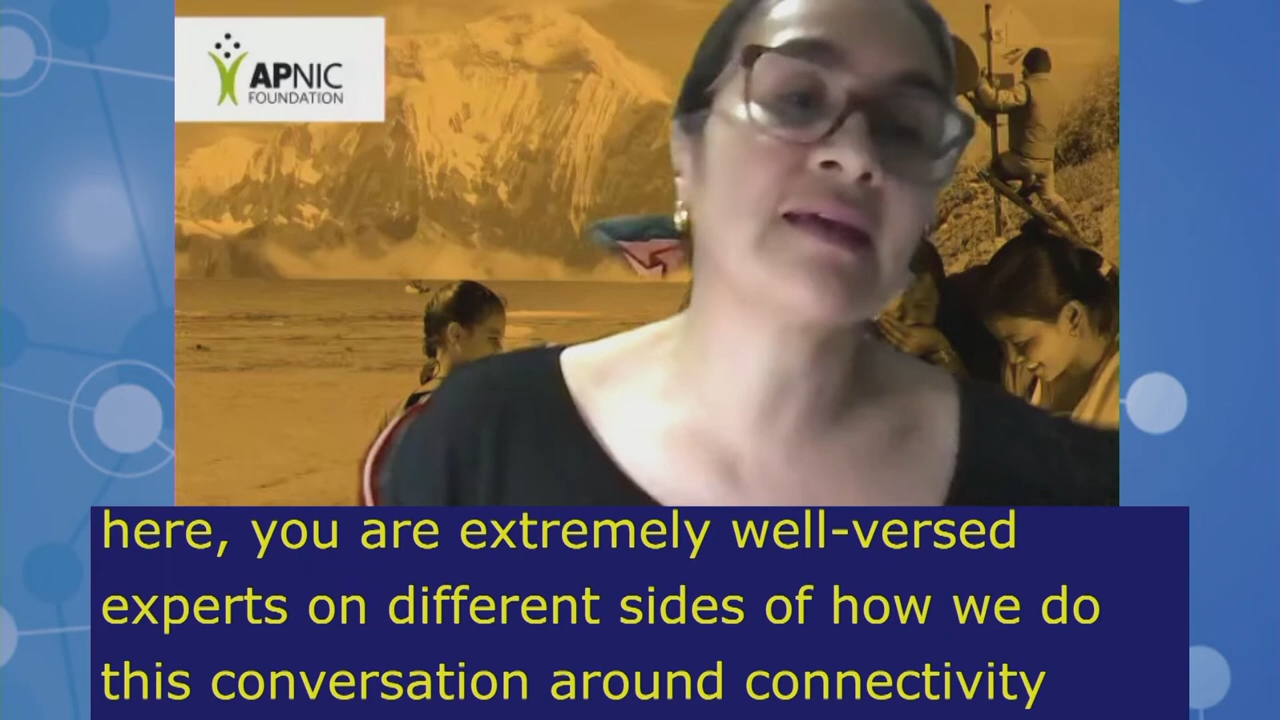 APNIC
FOUNDATION
here, you are extremely well-versed
experts on different sides of how we do
this conversation around connectivity